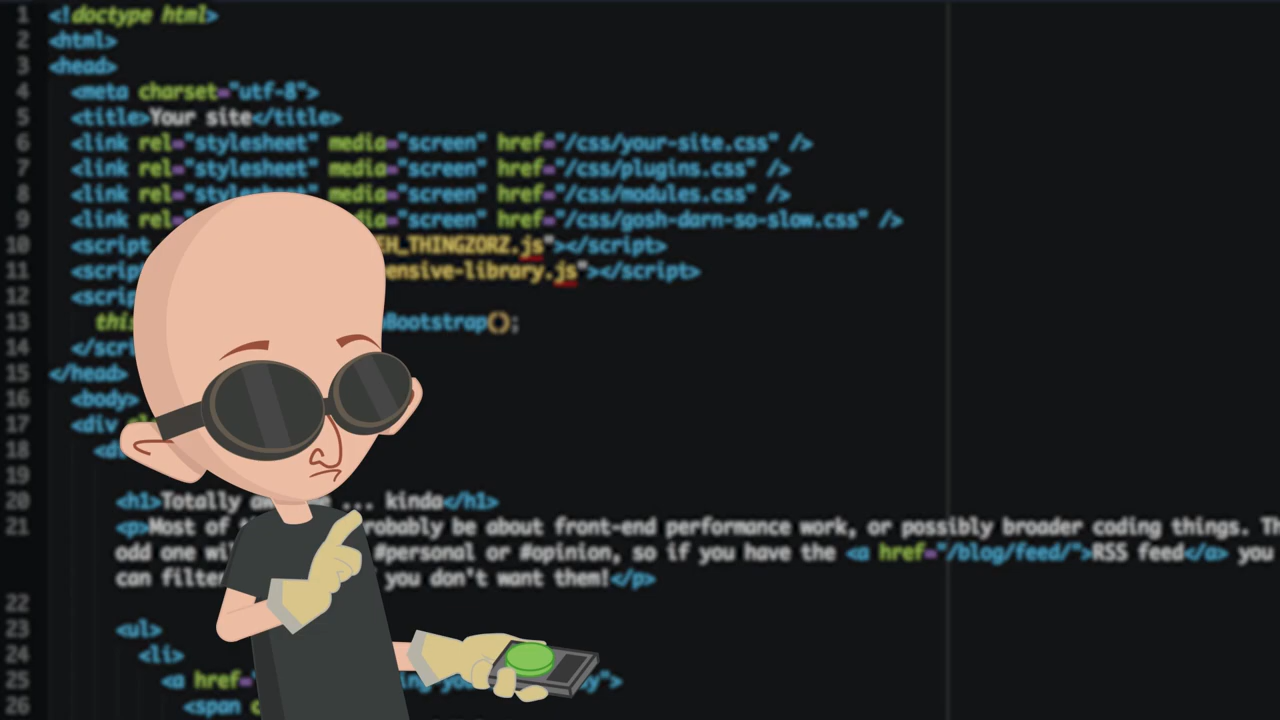 1 <!doctype html>
2 <html>
3 <head>
4 <meta charset="utf-8">
5 <title>Your site</title>
6 <link rel="stylesheet" media="screen" href="/css/your-site.css" />
7 <link rel="stylesheet" media="screen" href="/css/plugins.css" />
8 <link rel="stylesheet" media="screen" href="/css/modules.css" />
9 <link rel=" "screen" href="/css/gosh-darn-so-slow.css" />
10 <script EH_THINGZORZ.js"></script>
11 <script ensive-library.js"></script>
12 <scrip
13 this Bootstrap();
14 </scri
15 </head>
16 <body>
17 <div
18
19
20 <h1>Totally ... kinda</h1>
21 <p>Most of robably be about front-end performance work, or possibly broader coding things. Th
odd one wi #personal or #opinion, so if you have the <a href="/blog/feed/">RSS feed</a> you
can filte you don't want them!</p>
22
23 <ul>
24 <li>
25 <a href= y">
26 <span